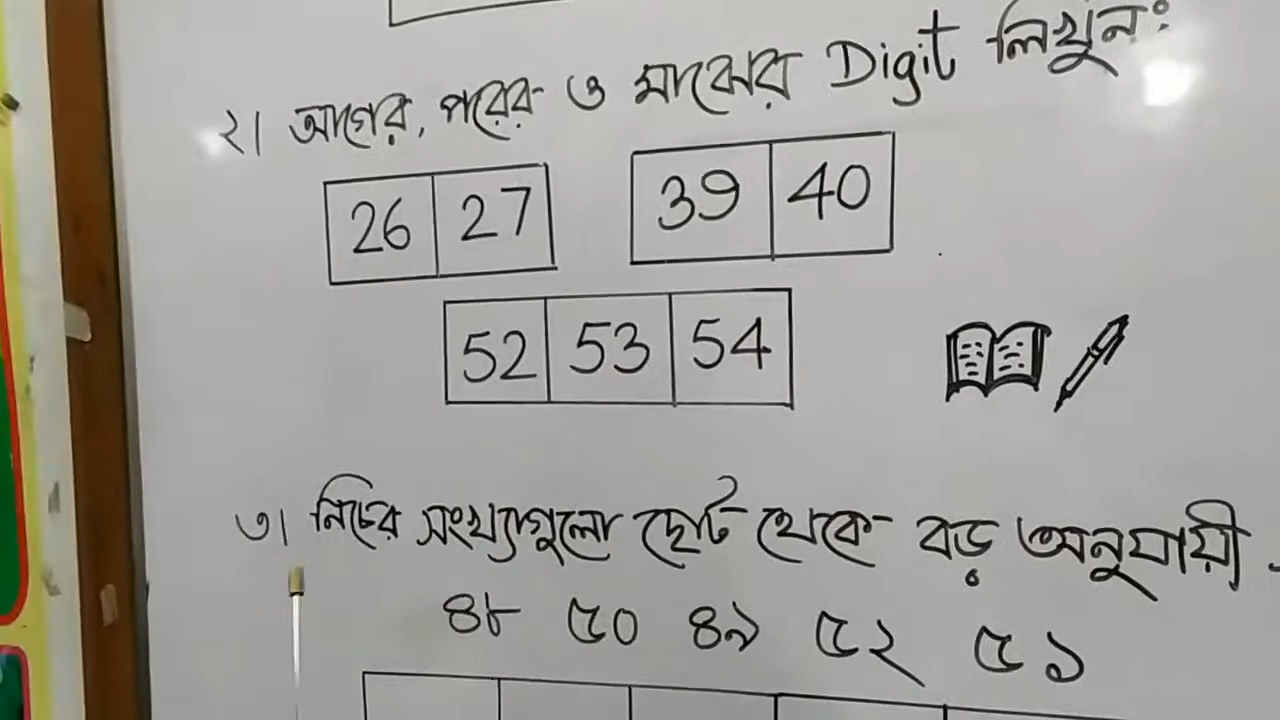 ২। আগের, পরের ও মাঝের Digit লিখুন:
26 27 39 40
52 53 54
৩। নিচের সংখ্যাগুলো ছোট থেকে বড় অনুযায়ী
৪৮ ৫০ ৪৯ ৫২ ৫১